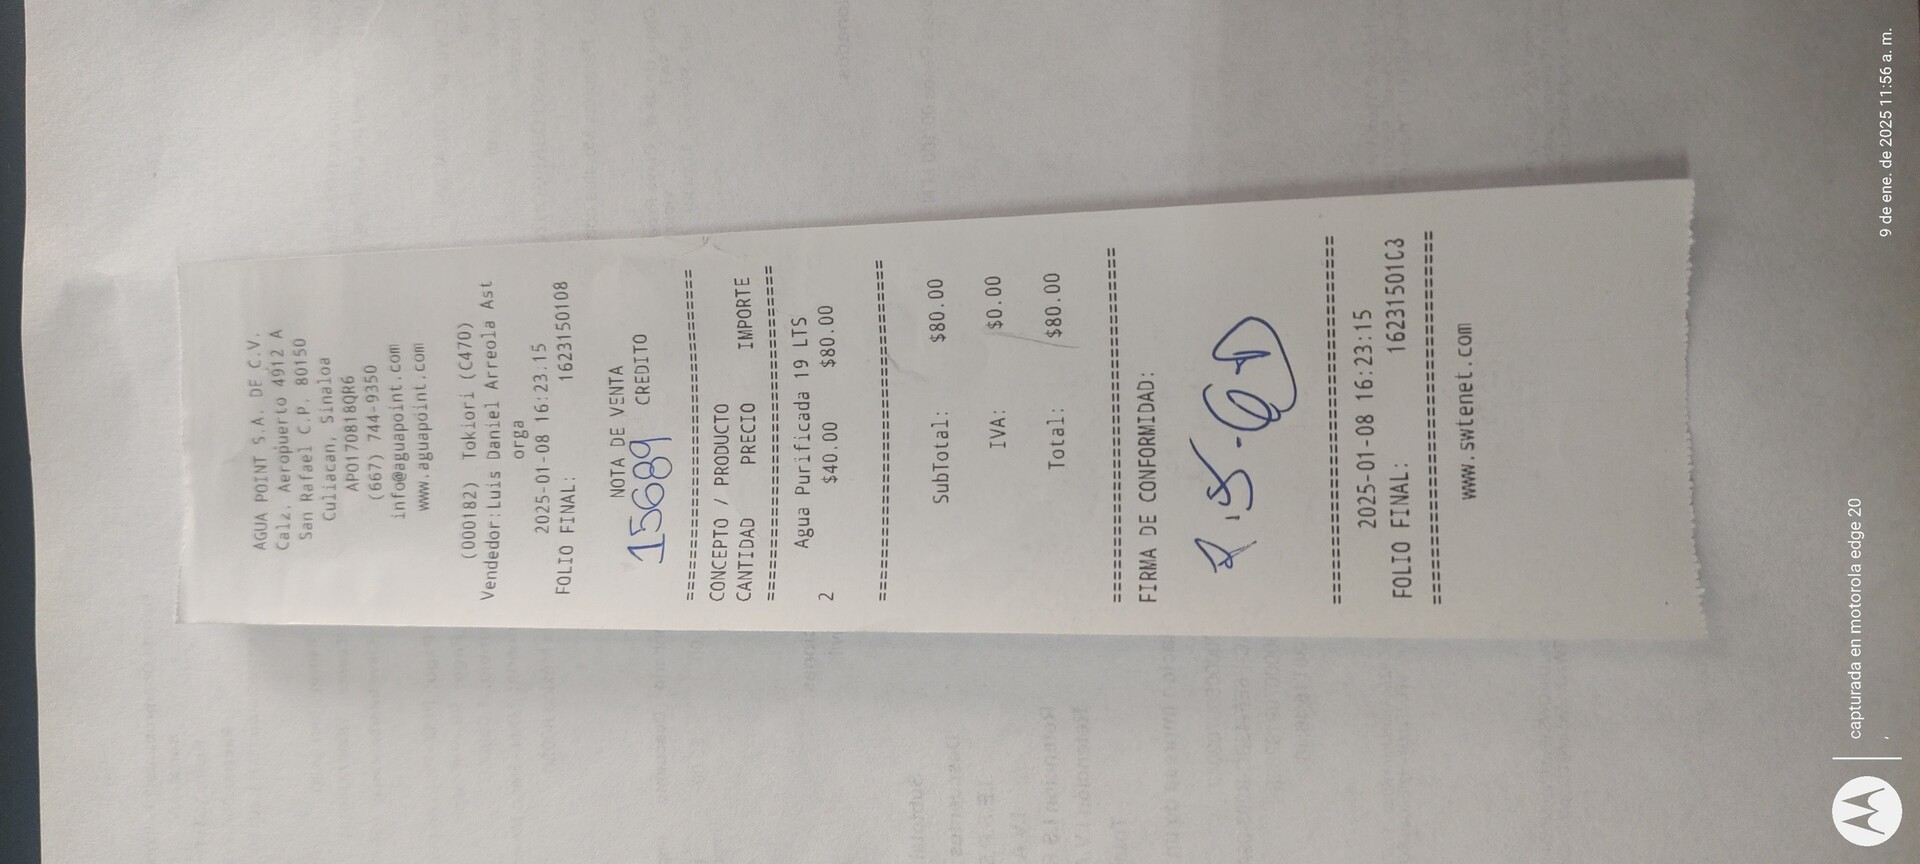 AGUA POINT S.A. DE C.V.
Calz. Aeropuerto 4912 A
San Rafael C.P. 80150
Culiacan, Sinaloa
APO170818QR6
(667) 744-9350
info@aguapoint.com
www.aguapoint.com
(000182) Tokiori (C470)
Vendedor:Luis Daniel Arreola Ast
orga
2025-01-08 16:23:15
FOLIO FINAL: 1623150108
NOTA DE VENTA
15689 CREDITO
================================
CONCEPTO / PRODUCTO
CANTIDAD PRECIO IMPORTE
================================
Agua Purificada 19 LTS
2 $40.00 $80.00
================================
SubTotal: $80.00
IVA: $0.00
Total: $80.00
================================
FIRMA DE CONFORMIDAD:
================================
2025-01-08 16:23:15
FOLIO FINAL: 16231501C3
================================
www.swtenet.com
capturada en motorola edge 20
9 de ene. de 2025 11:56 a. m.